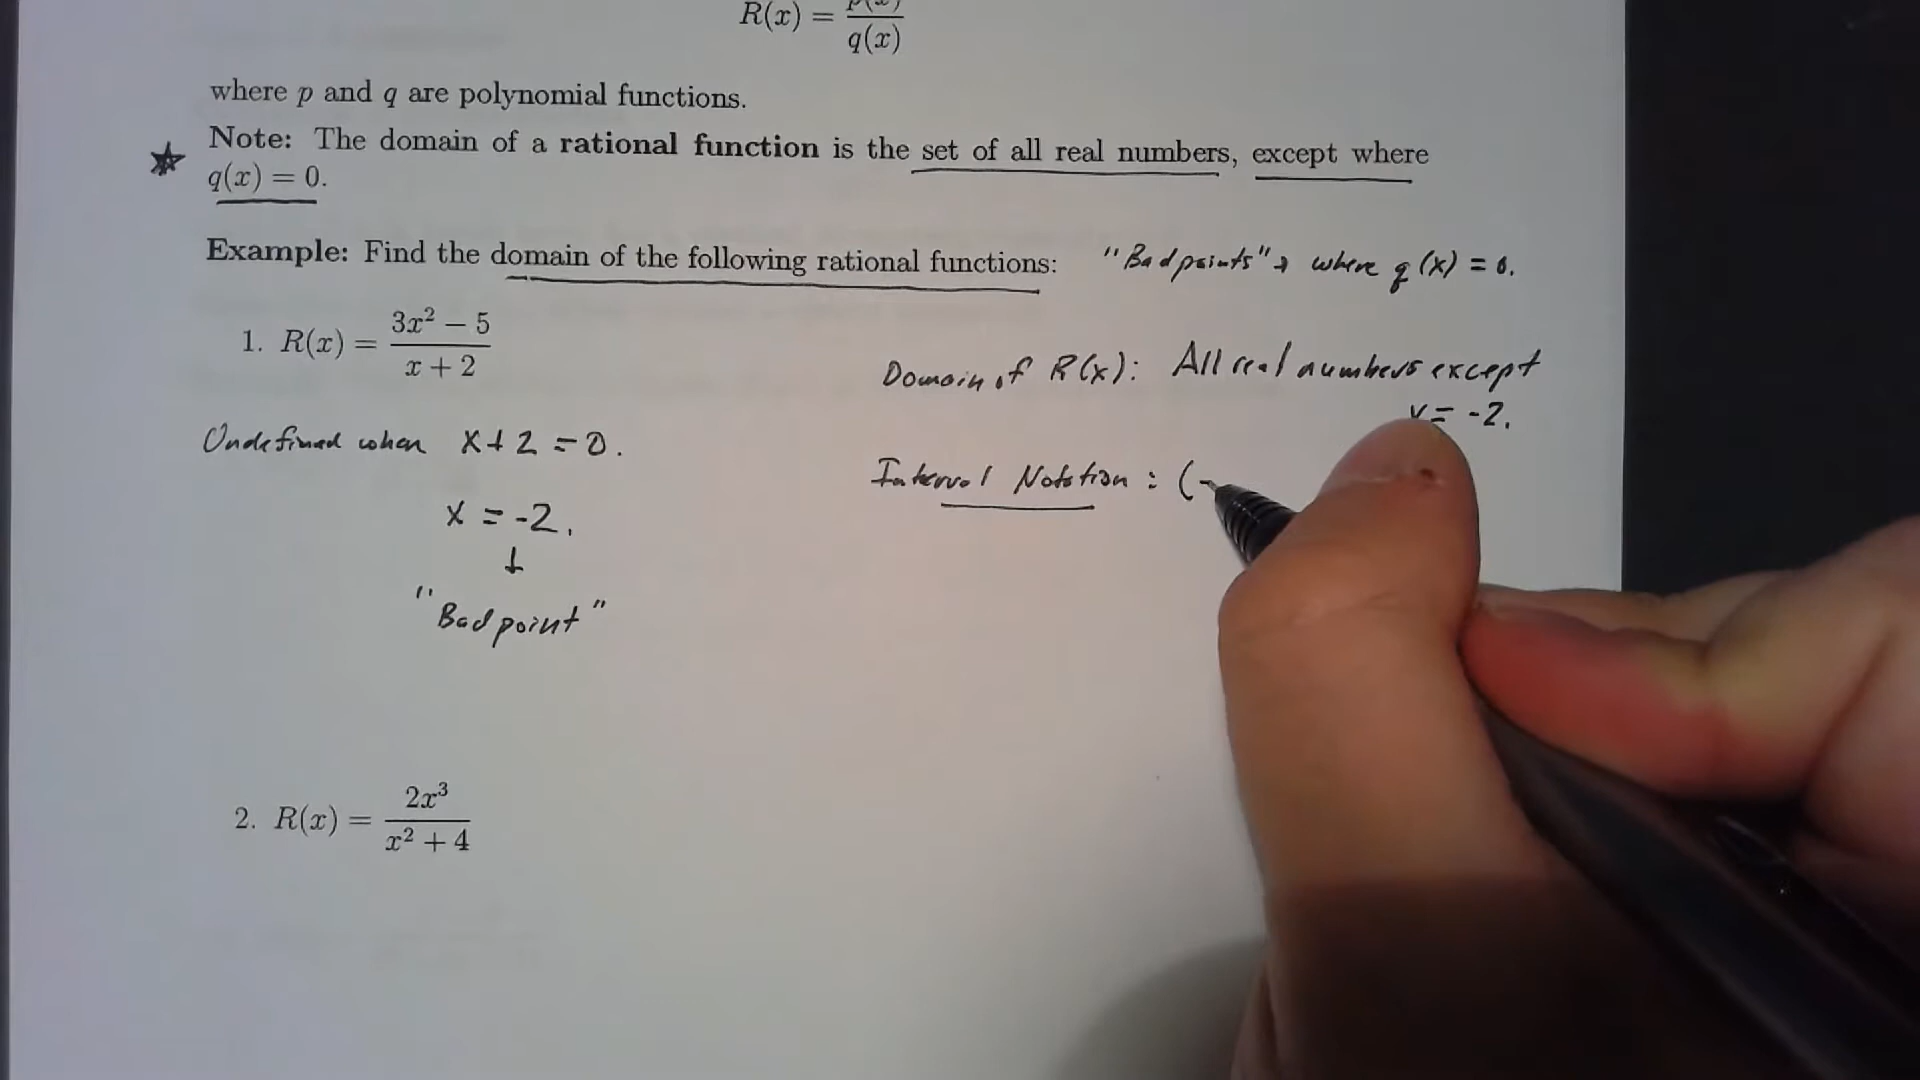 R(x) = p(x)/q(x)
where p and q are polynomial functions.
Note: The domain of a rational function is the set of all real numbers, except where
q(x) = 0.
Example: Find the domain of the following rational functions: "Bad points" → where q(x) = 0.
1. R(x) = (3x² − 5)/(x + 2)
Domain of R(x): All real numbers except
x = -2.
Undefined when x+2 = 0.
Interval Notation : (-
x = -2.
↓
"Bad point"
2. R(x) = 2x³/(x² + 4)